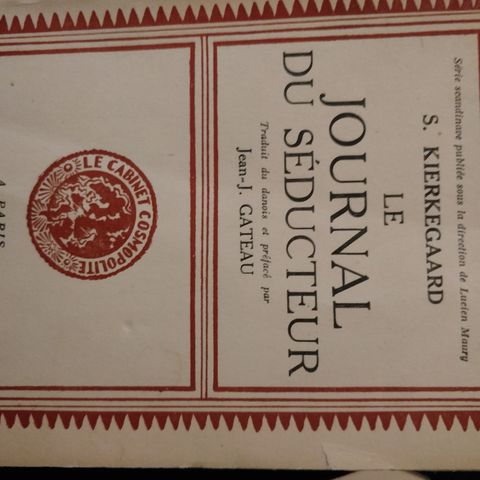 Série scandinave publiée sous la direction de Lucien Maury
S. KIERKEGAARD
LE
JOURNAL
DU SÉDUCTEUR
Traduit du danois et préfacé par
Jean-J. GATEAU
LE CABINET COSMOPOLITE
A PARIS